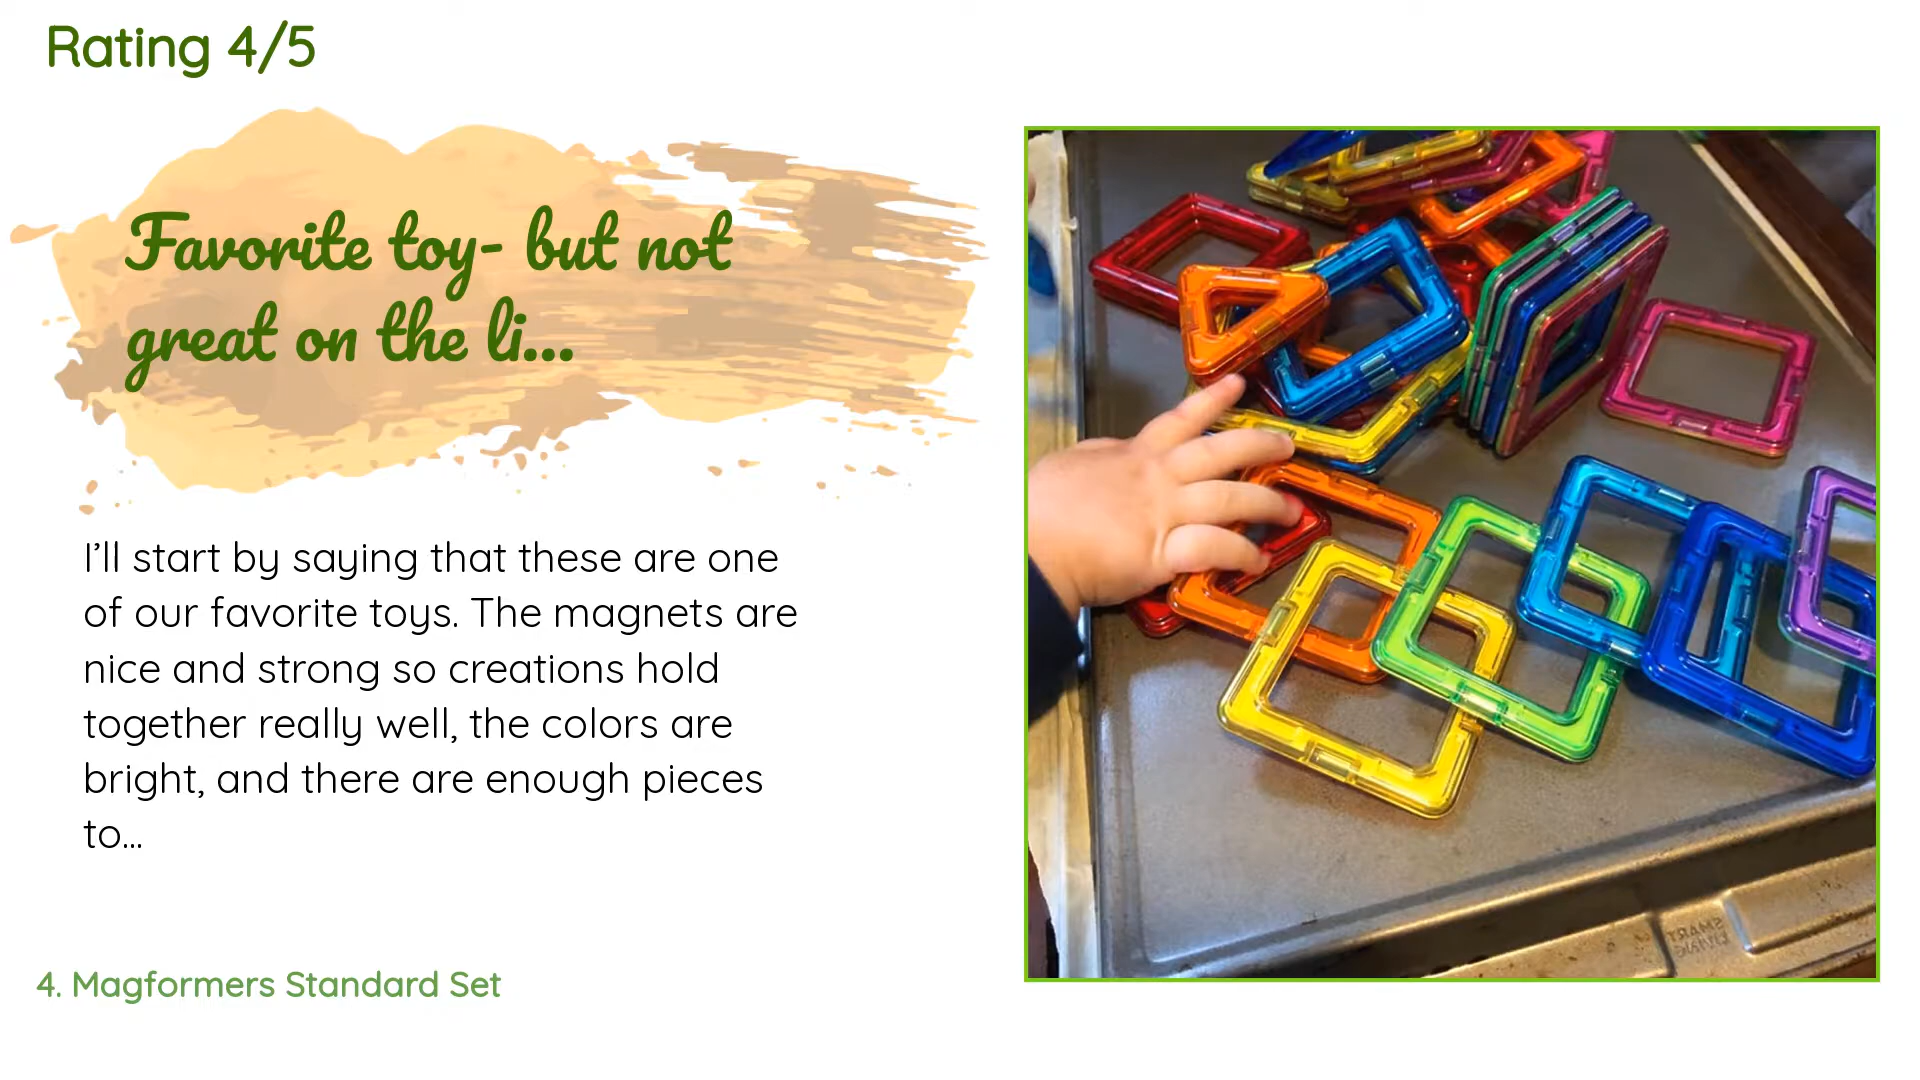 Rating 4/5
Favorite toy- but not
great on the li...
I’ll start by saying that these are one
of our favorite toys. The magnets are
nice and strong so creations hold
together really well, the colors are
bright, and there are enough pieces
to...
4. Magformers Standard Set
SMART
LIVING